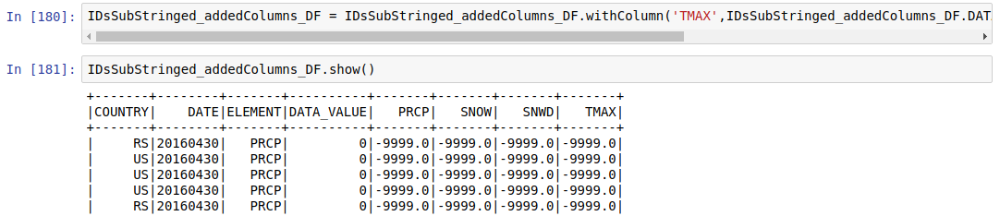 In [180]: IDsSubStringed_addedColumns_DF = IDsSubStringed_addedColumns_DF.withColumn('TMAX',IDsSubStringed_addedColumns_DF.DAT
In [181]: IDsSubStringed_addedColumns_DF.show()
+-------+--------+-------+----------+-------+-------+-------+-------+
|COUNTRY|    DATE|ELEMENT|DATA_VALUE|   PRCP|   SNOW|   SNWD|   TMAX|
+-------+--------+-------+----------+-------+-------+-------+-------+
|     RS|20160430|   PRCP|         0|-9999.0|-9999.0|-9999.0|-9999.0|
|     US|20160430|   PRCP|         0|-9999.0|-9999.0|-9999.0|-9999.0|
|     US|20160430|   PRCP|         0|-9999.0|-9999.0|-9999.0|-9999.0|
|     US|20160430|   PRCP|         0|-9999.0|-9999.0|-9999.0|-9999.0|
|     RS|20160430|   PRCP|         0|-9999.0|-9999.0|-9999.0|-9999.0|